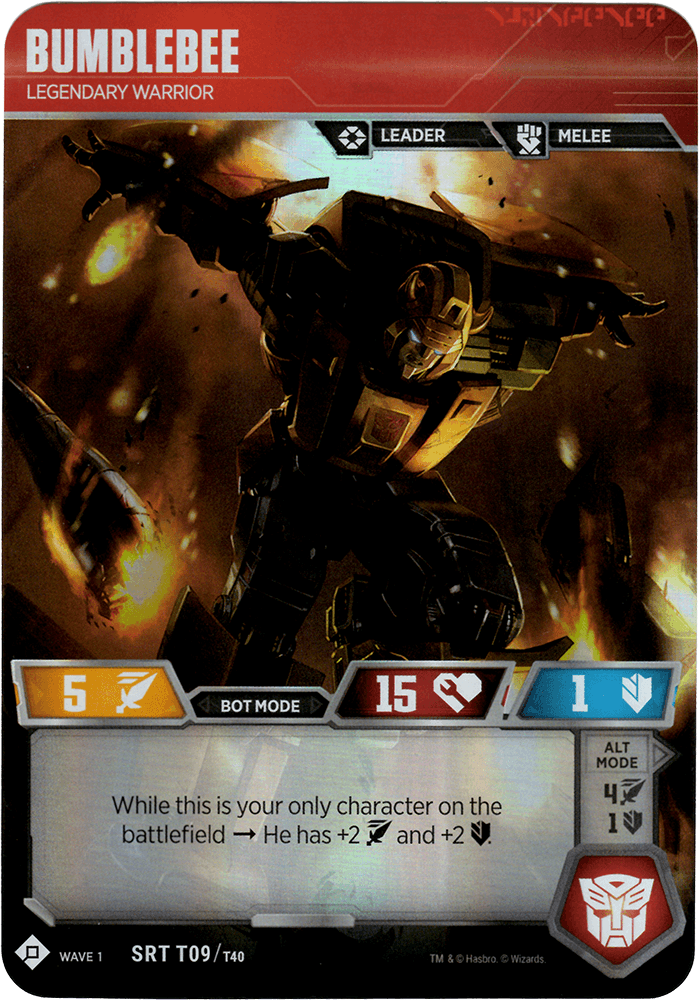 BUMBLEBEE
LEGENDARY WARRIOR
LEADER
MELEE
5
BOT MODE
15
1
While this is your only character on the
battlefield → He has +2 and +2 .
ALT
MODE
4
1
WAVE 1
SRT T09/T40
TM & © Hasbro. © Wizards.